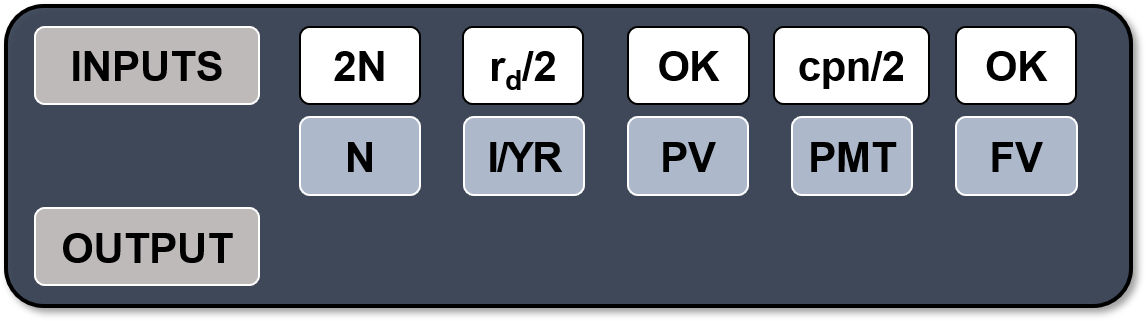 INPUTS 2N r_d/2 OK cpn/2 OK
N I/YR PV PMT FV
OUTPUT